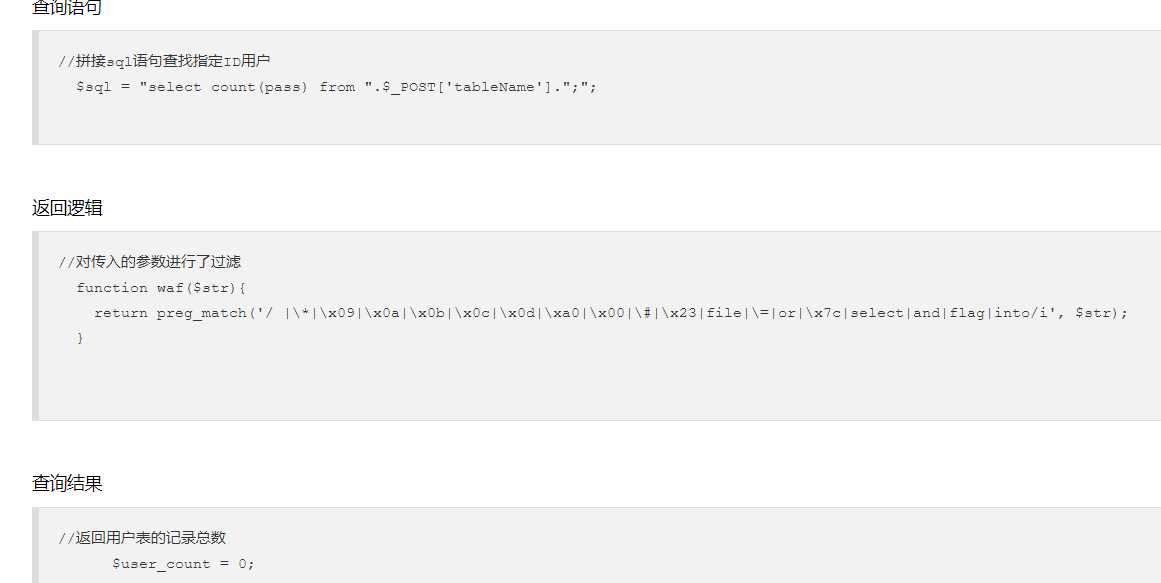 查询语句
//拼接sql语句查找指定ID用户
$sql = "select count(pass) from ".$_POST['tableName'].";";
返回逻辑
//对传入的参数进行了过滤
function waf($str){
return preg_match('/ |\*|\x09|\x0a|\x0b|\x0c|\x0d|\xa0|\x00|\#|\x23|file|\=|or|\x7c|select|and|flag|into/i', $str);
}
查询结果
//返回用户表的记录总数
$user_count = 0;